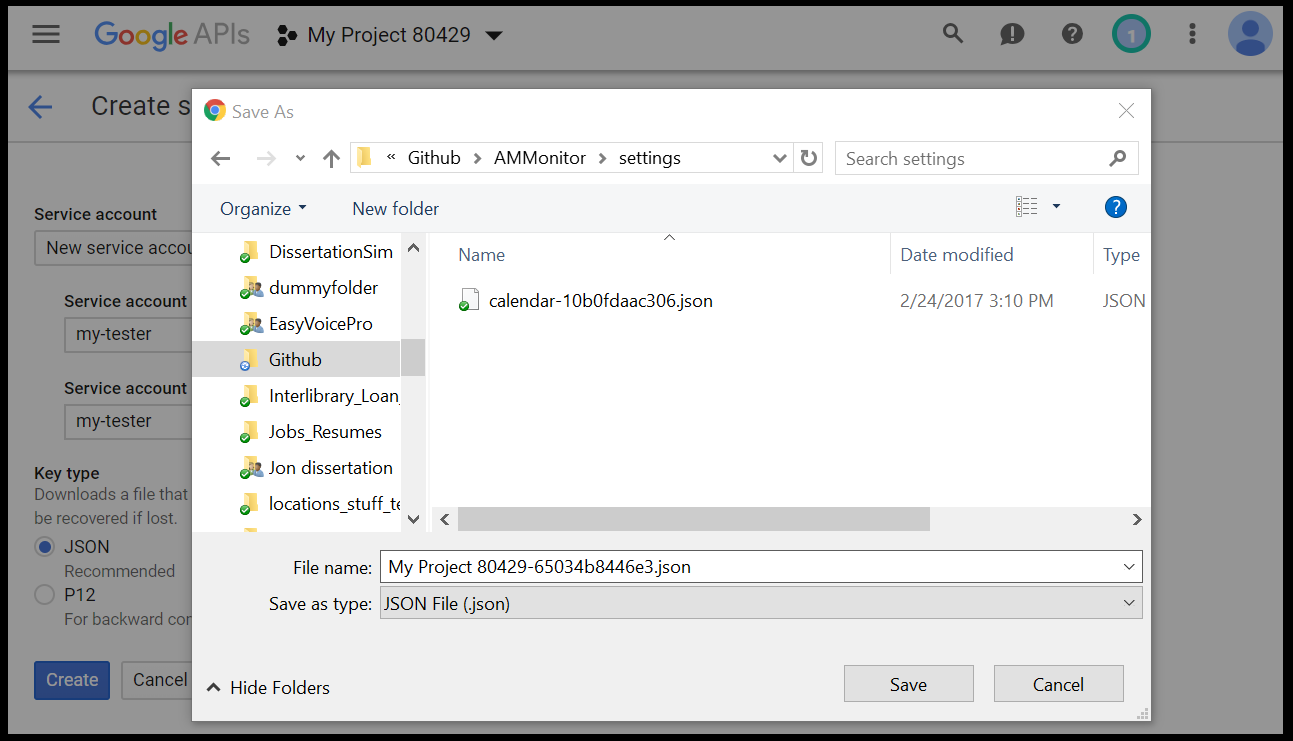 Google APIs My Project 80429 1
Create s
Save As
« Github > AMMonitor > settings Search settings
Organize New folder ?
Service account
New service accou
Service account
my-tester
Service account
my-tester
Key type
Downloads a file that
be recovered if lost.
JSON
Recommended
P12
For backward cor
Create Cancel
DissertationSim
dummyfolder
EasyVoicePro
Github
Interlibrary_Loan_
Jobs_Resumes
Jon dissertation
locations_stuff_te
Name Date modified Type
calendar-10b0fdaac306.json 2/24/2017 3:10 PM JSON
File name: My Project 80429-65034b8446e3.json
Save as type: JSON File (.json)
Hide Folders Save Cancel